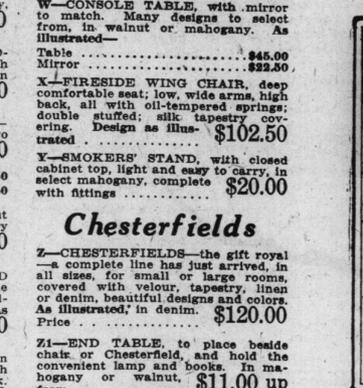 W—CONSOLE TABLE, with mirror
to match. Many designs to select
from, in walnut or mahogany. As
illustrated—
Table ..................... $45.00
Mirror .................... $22.50
X—FIRESIDE WING CHAIR, deep
comfortable seat; low, wide arms, high
back, all with oil-tempered springs;
double stuffed; silk tapestry cov-
ering. Design as illus-
trated ............ $102.50
Y—SMOKERS' STAND, with closed
cabinet top, light and easy to carry, in
select mahogany, complete
with fittings ............ $20.00
Chesterfields
Z—CHESTERFIELDS—the gift royal
—a complete line has just arrived, in
all sizes, for small or large rooms,
covered with velour, tapestry, linen
or denim, beautiful designs and colors.
As illustrated, in denim.
Price ............ $120.00
Z1—END TABLE, to place beside
chair or Chesterfield, and hold the
convenient lamp and books. In ma-
hogany or walnut, $11.00 up